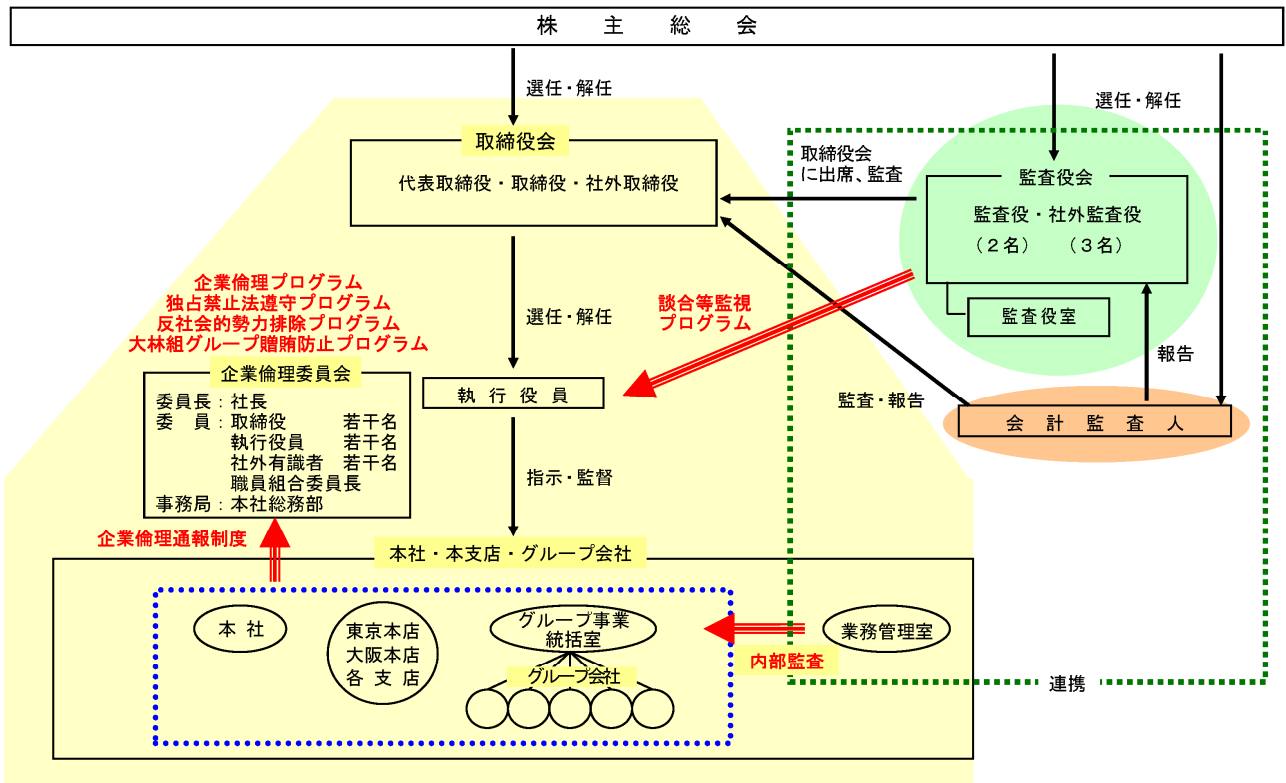 株主総会
選任・解任
選任・解任
取締役会
代表取締役・取締役・社外取締役
取締役会
に出席、監査
監査役会
監査役・社外監査役
（２名）　（３名）
監査役室
企業倫理プログラム
独占禁止法遵守プログラム
反社会的勢力排除プログラム
大林組グループ贈賄防止プログラム
選任・解任
談合等監視
プログラム
報告
企業倫理委員会
委員長：社長
委　員：取締役　若干名
執行役員　若干名
社外有識者　若干名
職員組合委員長
事務局：本社総務部
執行役員
監査・報告
会計監査人
指示・監督
企業倫理通報制度
本社・本支店・グループ会社
本社
東京本店
大阪本店
各支店
グループ事業
統括室
グループ会社
内部監査
業務管理室
連携